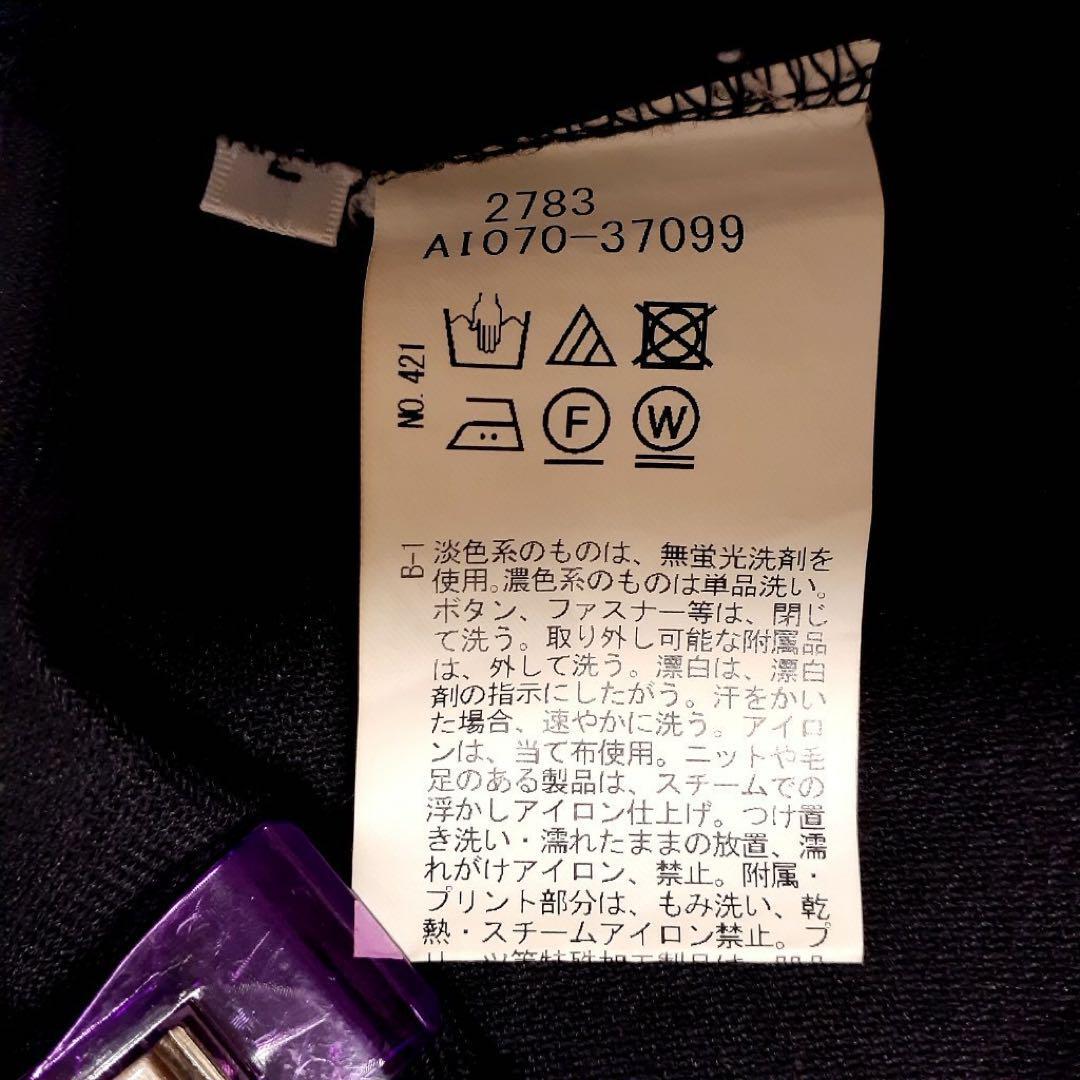 2783
AI070-37099
NO. 421
F
W
B-1
淡色系のものは、無蛍光洗剤を
使用。濃色系のものは単品洗い。
ボタン、ファスナー等は、閉じ
て洗う。取り外し可能な附属品
は、外して洗う。漂白は、漂白
剤の指示にしたがう。汗をかい
た場合、速やかに洗う。アイロ
ンは、当て布使用。ニットや毛
足のある製品は、スチームでの
浮かしアイロン仕上げ。つけ置
き洗い・濡れたままの放置、濡
れがけアイロン、禁止。附属・
プリント部分は、もみ洗い、乾
熱・スチームアイロン禁止。プ